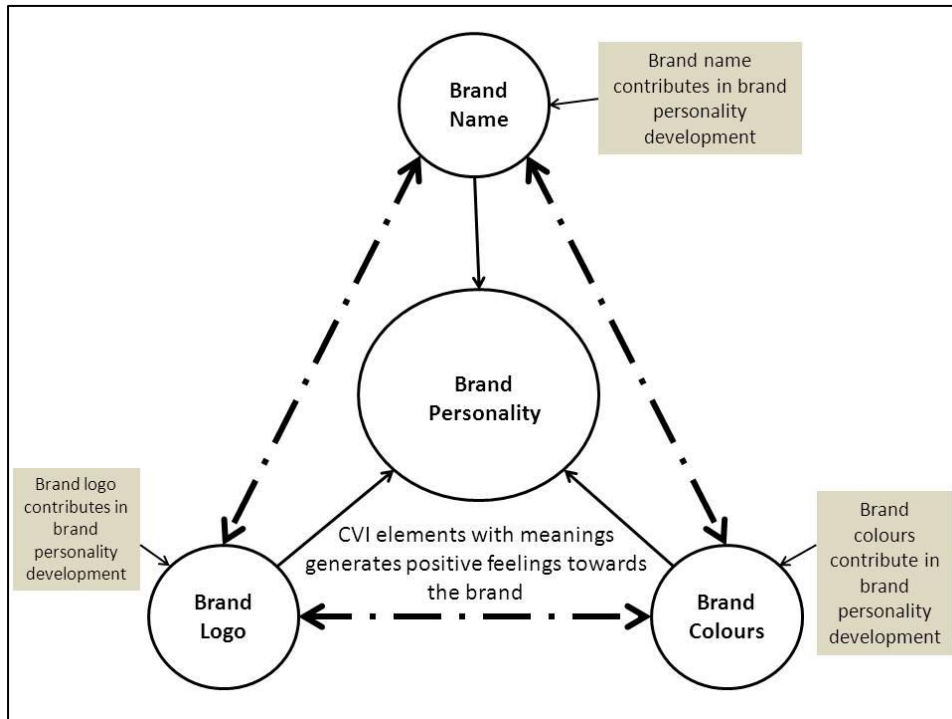 Brand
Name
Brand name
contributes in brand
personality
development
Brand
Personality
Brand logo
contributes in
brand
personality
development
CVI elements with meanings
generates positive feelings towards
the brand
Brand
Logo
Brand
Colours
Brand
colours
contribute in
brand
personality
development